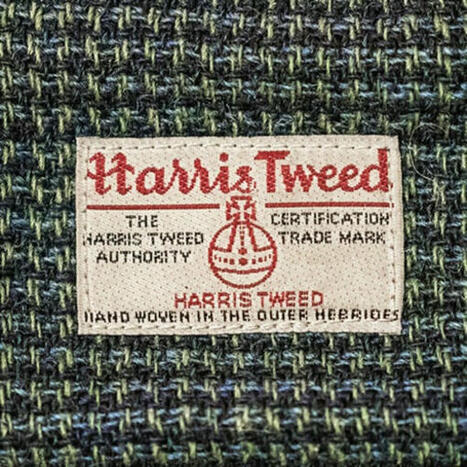 Harris Tweed
THE CERTIFICATION
HARRIS TWEED TRADE MARK
AUTHORITY
HARRIS TWEED
HAND WOVEN IN THE OUTER HEBRIDES